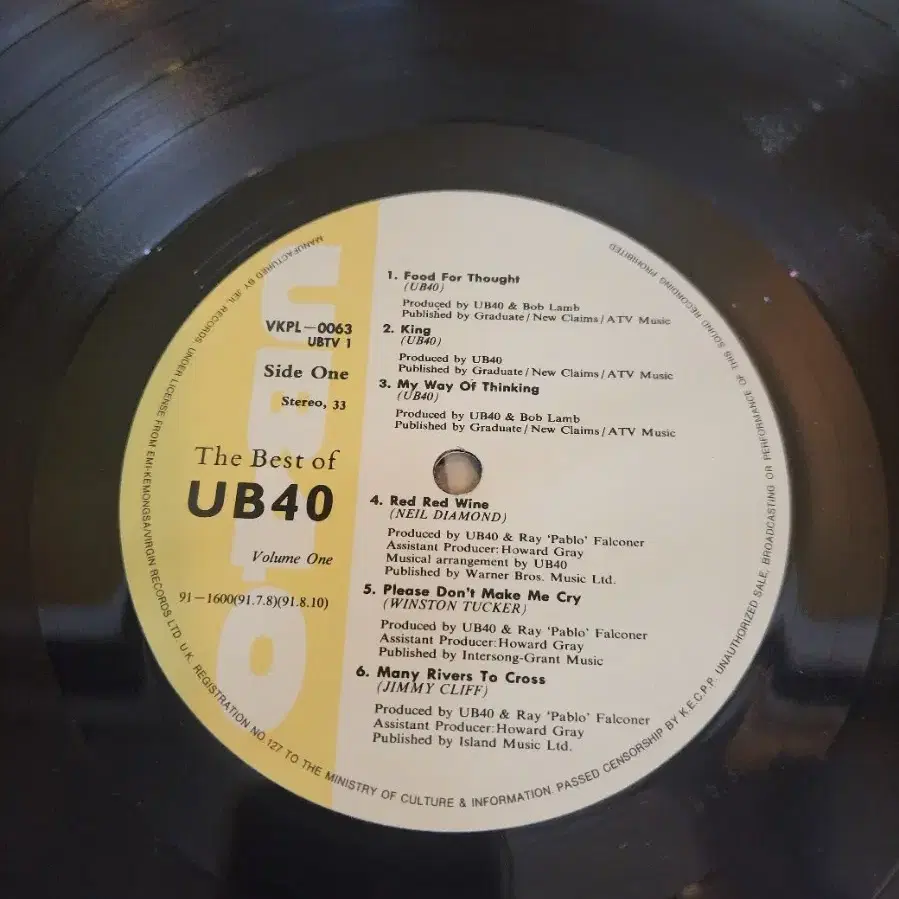 UB40
VKPL-0063
UBTV 1
Side One
Stereo, 33
The Best of
UB40
Volume One
91-1600(91.7.8)(91.8.10)
1. Food For Thought
(UB40)
Produced by UB40 & Bob Lamb
Published by Graduate/New Claims/ATV Music
2. King
(UB40)
Produced by UB40
Published by Graduate/New Claims/ATV Music
3. My Way Of Thinking
(UB40)
Produced by UB40 & Bob Lamb
Published by Graduate/New Claims/ATV Music
4. Red Red Wine
(NEIL DIAMOND)
Produced by UB40 & Ray 'Pablo' Falconer
Assistant Producer: Howard Gray
Musical arrangement by UB40
Published by Warner Bros. Music Ltd.
5. Please Don't Make Me Cry
(WINSTON TUCKER)
Produced by UB40 & Ray 'Pablo' Falconer
Assistant Producer: Howard Gray
Published by Intersong-Grant Music
6. Many Rivers To Cross
(JIMMY CLIFF)
Produced by UB40 & Ray 'Pablo' Falconer
Assistant Producer: Howard Gray
Published by Island Music Ltd.
MANUFACTURED BY JEIL RECORDS. UNDER LICENSE FROM EMI-KEMONGSA/VIRGIN RECORDS LTD. U.K. REGISTRATION NO.127 TO THE MINISTRY OF CULTURE & INFORMATION. PASSED CENSORSHIP BY K.E.C.P.P. UNAUTHORIZED SALE, BROADCASTING OR PERFORMANCE OF THIS SOUND RECORDING PROHIBITED